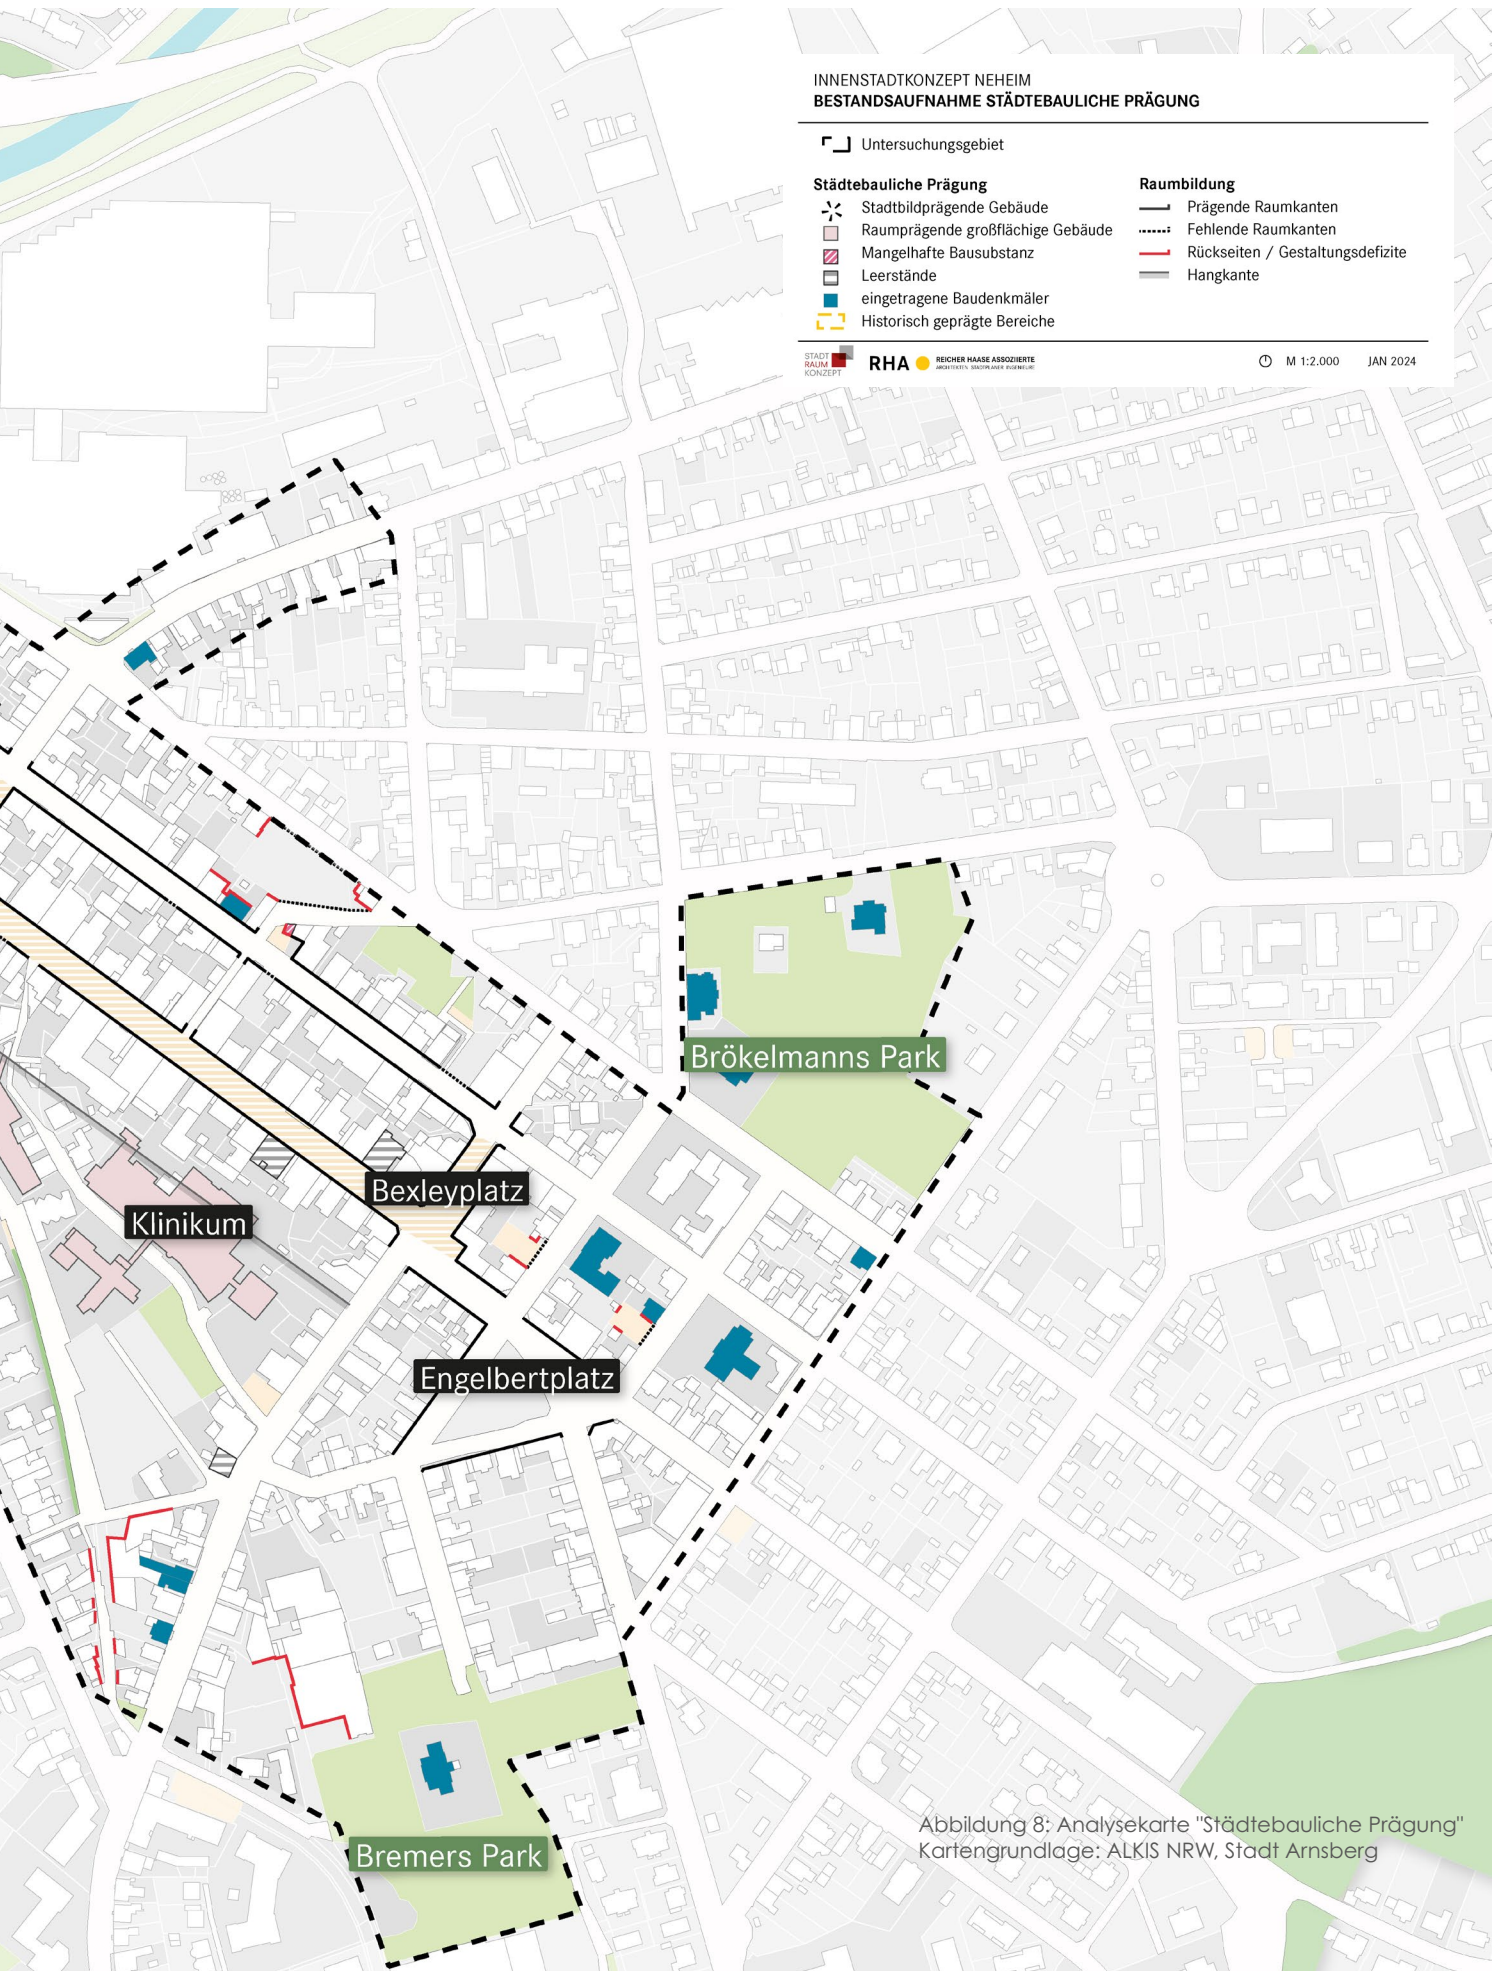 INNENSTADTKONZEPT NEHEIM
BESTANDSAUFNAHME STÄDTEBAULICHE PRÄGUNG
Untersuchungsgebiet
Städtebauliche Prägung
Stadtbildprägende Gebäude
Raumprägende großflächige Gebäude
Mangelhafte Bausubstanz
Leerstände
eingetragene Baudenkmäler
Historisch geprägte Bereiche
Raumbildung
Prägende Raumkanten
Fehlende Raumkanten
Rückseiten / Gestaltungsdefizite
Hangkante
STADT
RAUM
KONZEPT
RHA
REICHER HAASE ASSOZIIERTE
ARCHITEKTEN STADTPLANER INGENIEURE
M 1:2.000 JAN 2024
Brökelmanns Park
Bexleyplatz
Klinikum
Engelbertplatz
Bremers Park
Abbildung 8: Analysekarte "Städtebauliche Prägung"
Kartengrundlage: ALKIS NRW, Stadt Arnsberg